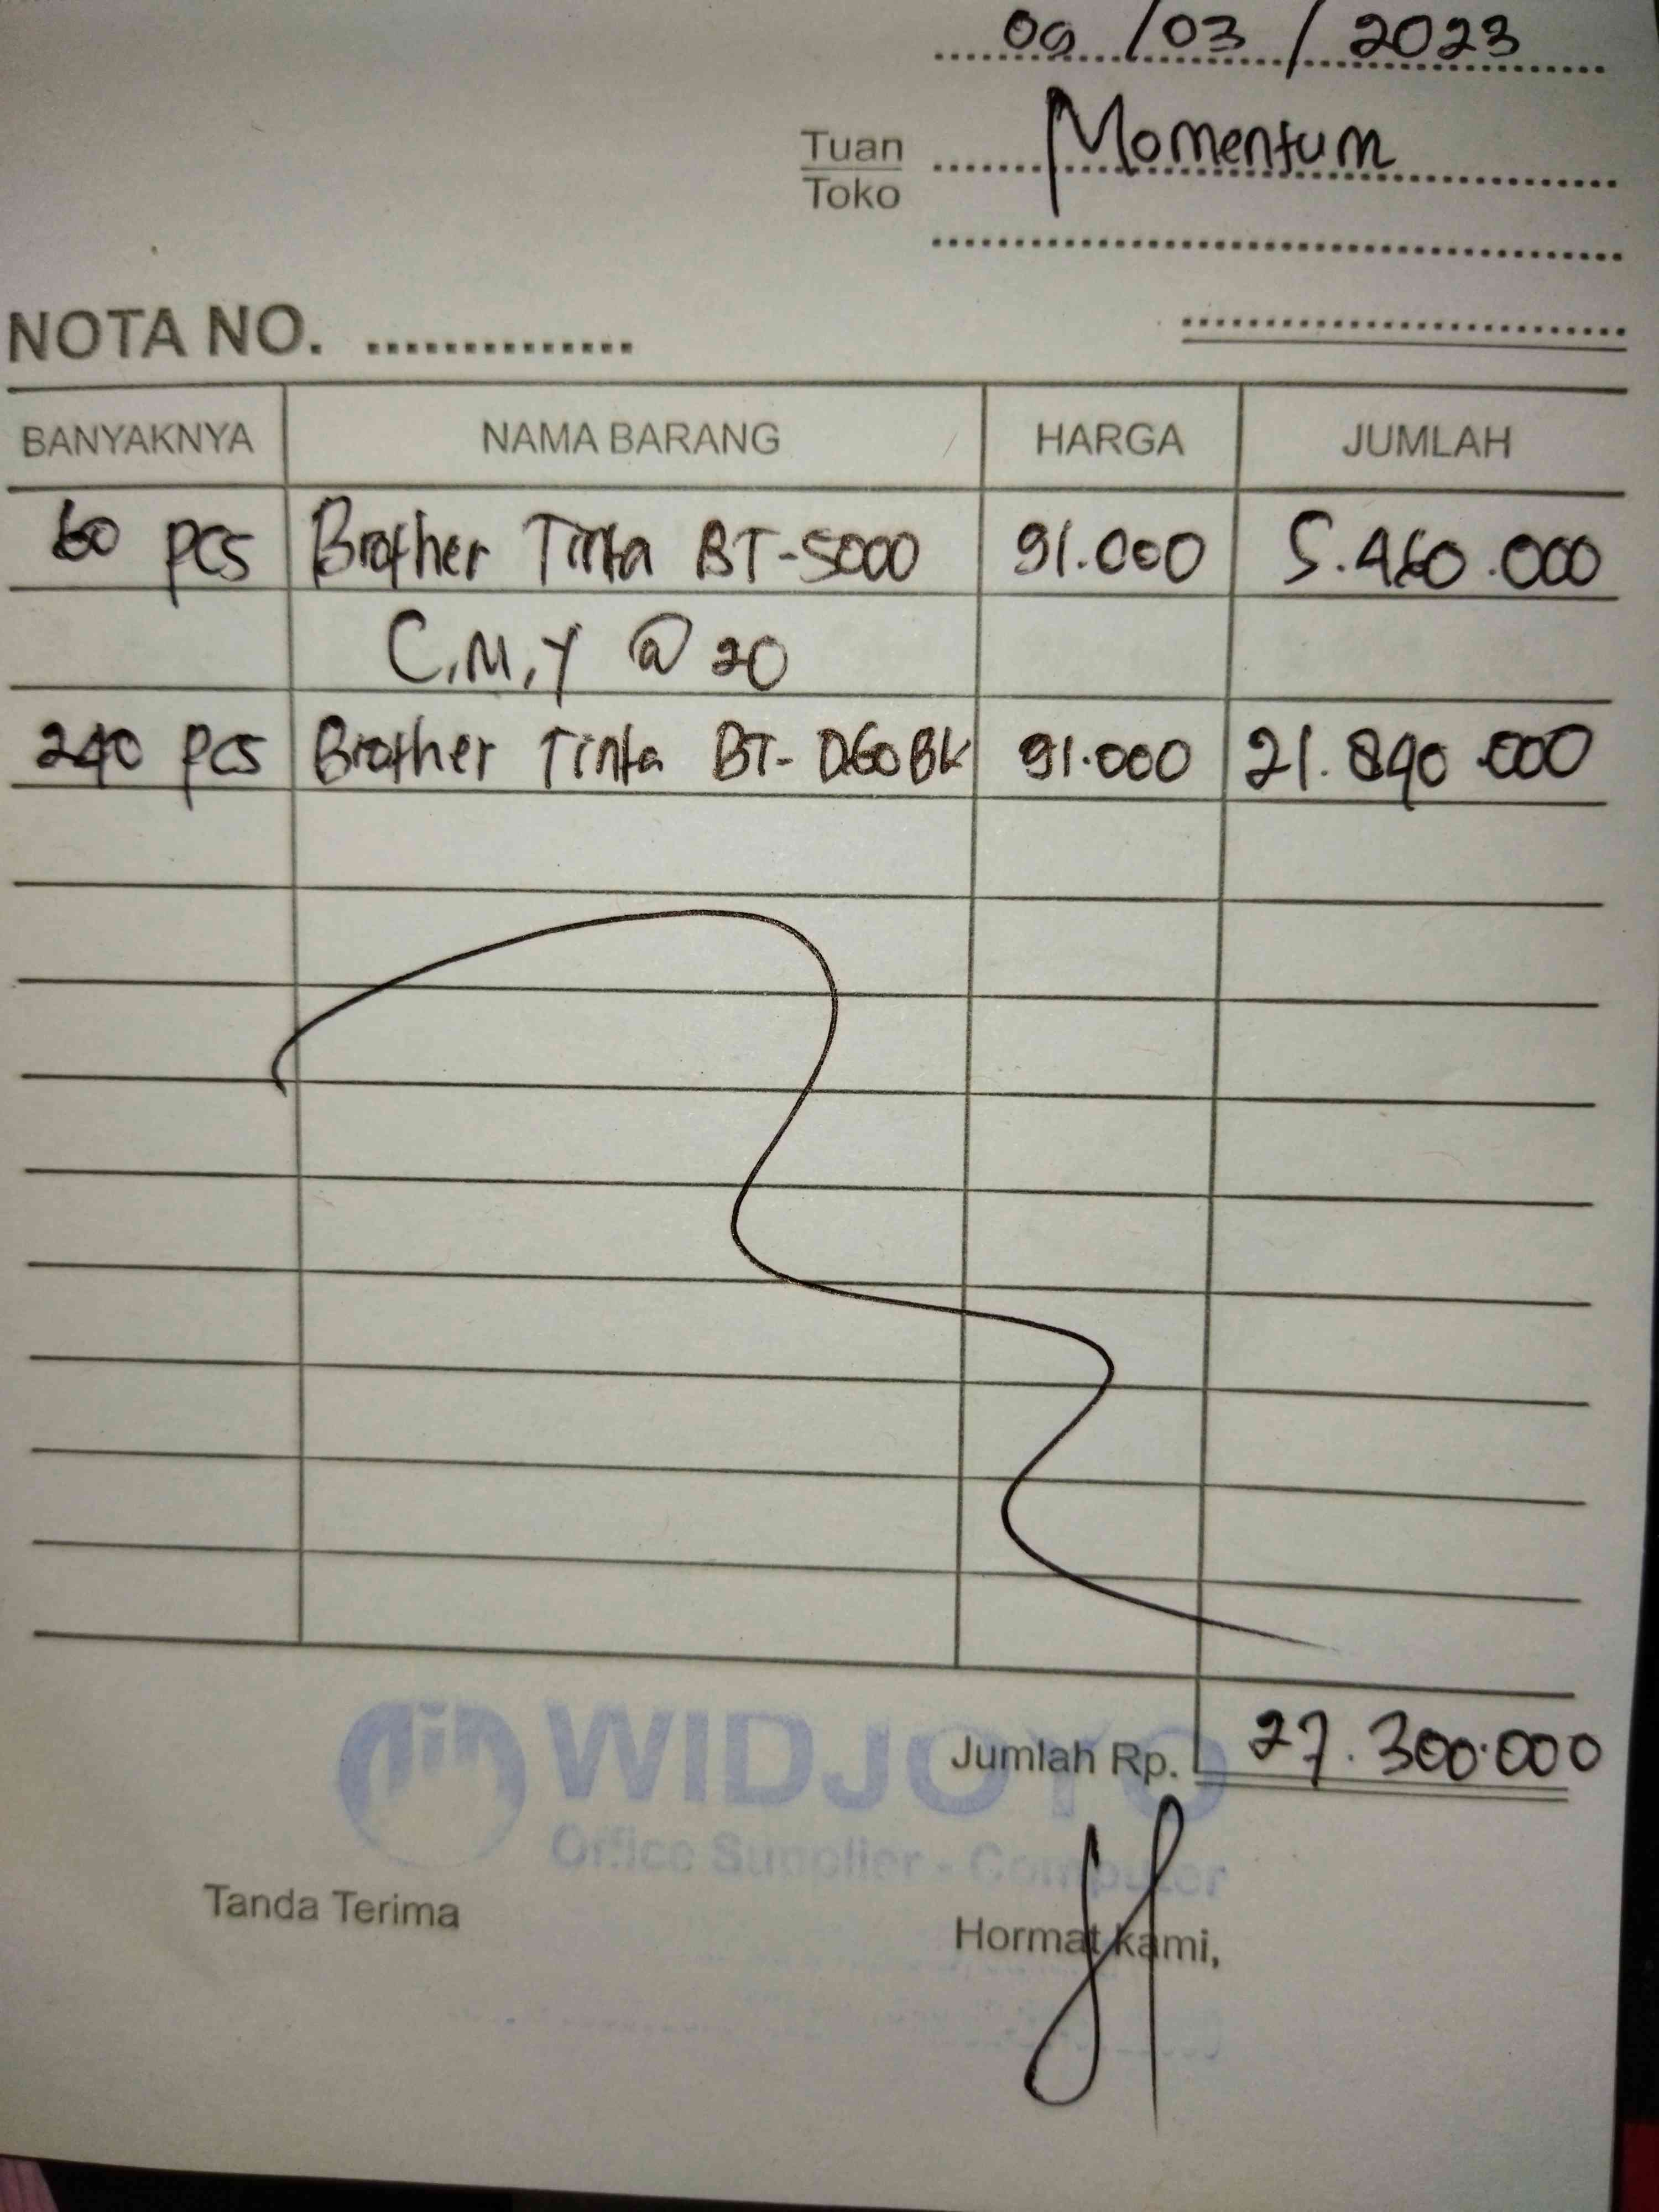 09/03/2023
Tuan
Toko
Momentum
NOTA NO. ..............
BANYAKNYA NAMA BARANG HARGA JUMLAH
60 pcs Brother Tinta BT-5000 91.000 5.460.000
C,M,Y @ 20
240 pcs Brother Tinta BT-D60BK 91.000 21.840.000
Jumlah Rp. 27.300.000
WIDJOYO
Office Supplier - Computer
Tanda Terima
Hormat kami,